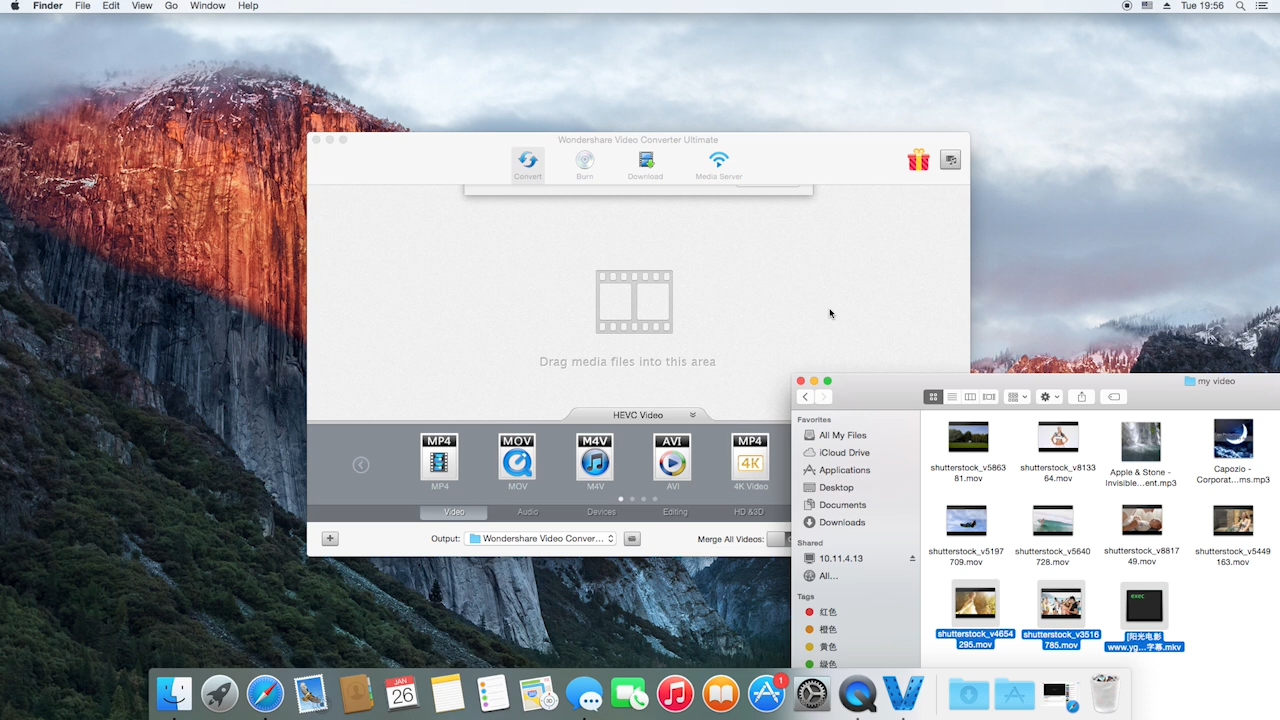 Finder File Edit View Go Window Help Tue 19:56
Wondershare Video Converter Ultimate
Convert Burn Download Media Server
Drag media files into this area
HEVC Video
MP4 MOV M4V AVI MP4
4K
MP4 MOV M4V AVI 4K Video
Video Audio Devices Editing HD &3D
Output: Wondershare Video Conver... Merge All Videos:
my video
Favorites
All My Files
iCloud Drive
Applications
Desktop
Documents
Downloads
Shared
10.11.4.13
All...
Tags
红色
橙色
黄色
绿色
shutterstock_v5863
681.mov
shutterstock_v8133
64.mov
Apple & Stone -
Invisible...ent.mp3
Capozio -
Corporat...ms.mp3
shutterstock_v5197
709.mov
shutterstock_v5640
728.mov
shutterstock_v8817
49.mov
shutterstock_v5449
163.mov
exec
shutterstock_v4654
295.mov
shutterstock_v3516
785.mov
[阳光电影
www.yg...字幕.mkv
JAN
26
1